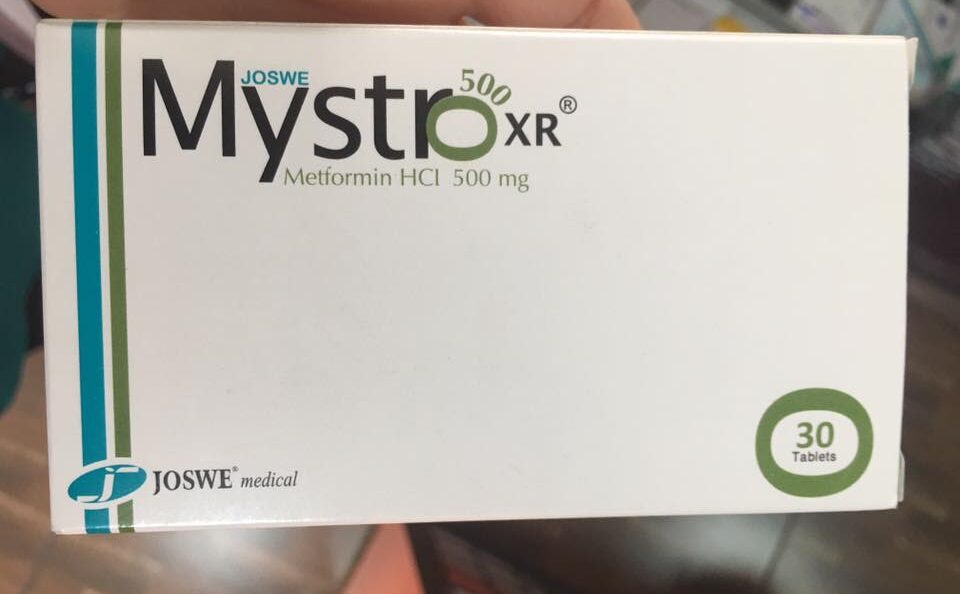 JOSWE
Mystro 500 XR®
Metformin HCl 500 mg
30
Tablets
JOSWE® medical